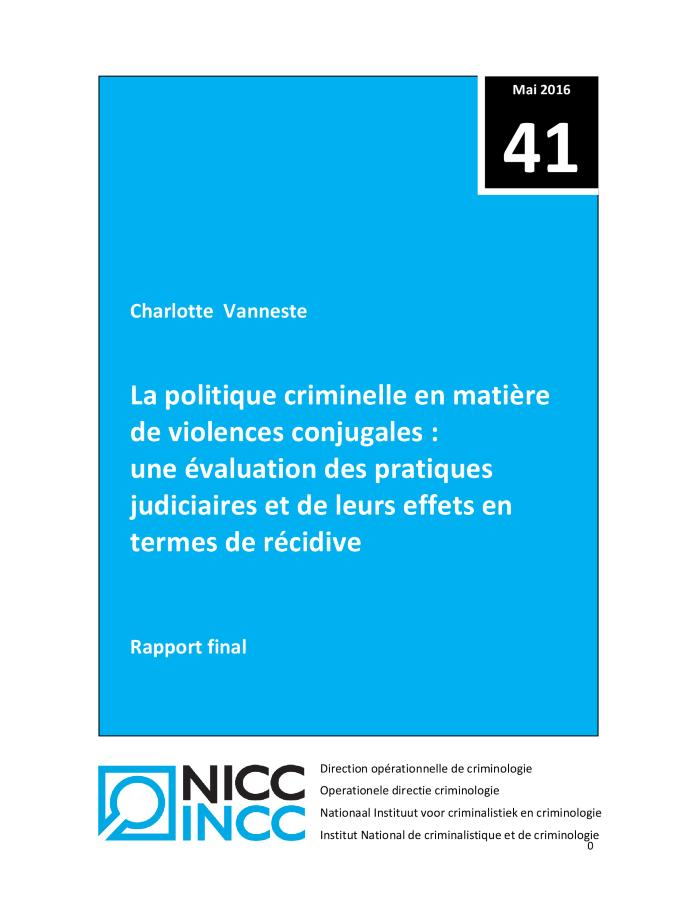 Mai 2016
41
Charlotte Vanneste
La politique criminelle en matière
de violences conjugales :
une évaluation des pratiques
judiciaires et de leurs effets en
termes de récidive
Rapport final
NICC
INCC
Direction opérationnelle de criminologie
Operationele directie criminologie
Nationaal Instituut voor criminalistiek en criminologie
Institut National de criminalistique et de criminologie
0